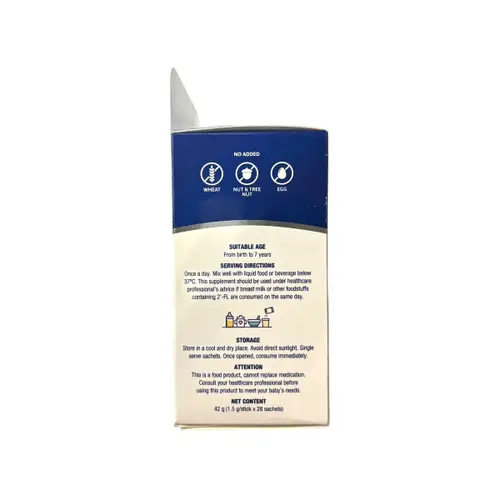 NO ADDED
WHEAT
NUT & TREE
NUT
EGG
SUITABLE AGE
From birth to 7 years
SERVING DIRECTIONS
Once a day. Mix well with liquid food or beverage below
37ºC. This supplement should be used under healthcare
professional's advice if breast milk or other foodstuffs
containing 2'-FL are consumed on the same day.
STORAGE
Store in a cool and dry place. Avoid direct sunlight. Single
serve sachets. Once opened, consume immediately.
ATTENTION
This is a food product, cannot replace medication.
Consult your healthcare professional before
using this product to meet your baby's needs.
NET CONTENT
42 g (1.5 g/stick x 28 sachets)